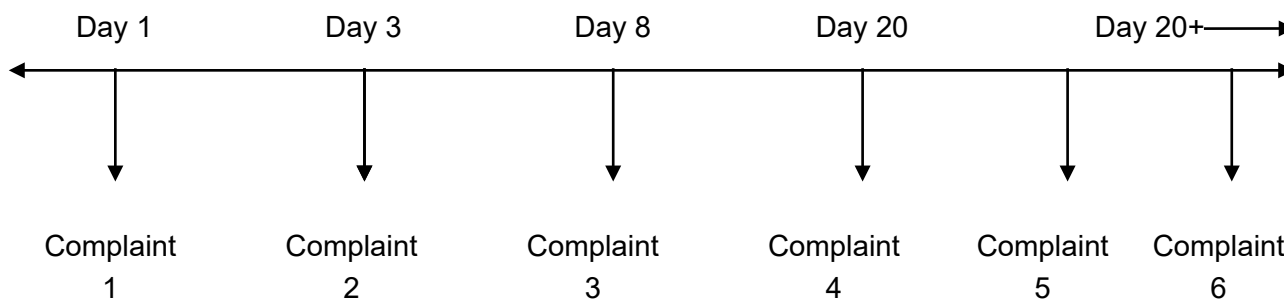 Day 1 Day 3 Day 8 Day 20 Day 20+
Complaint Complaint Complaint Complaint Complaint Complaint
1 2 3 4 5 6